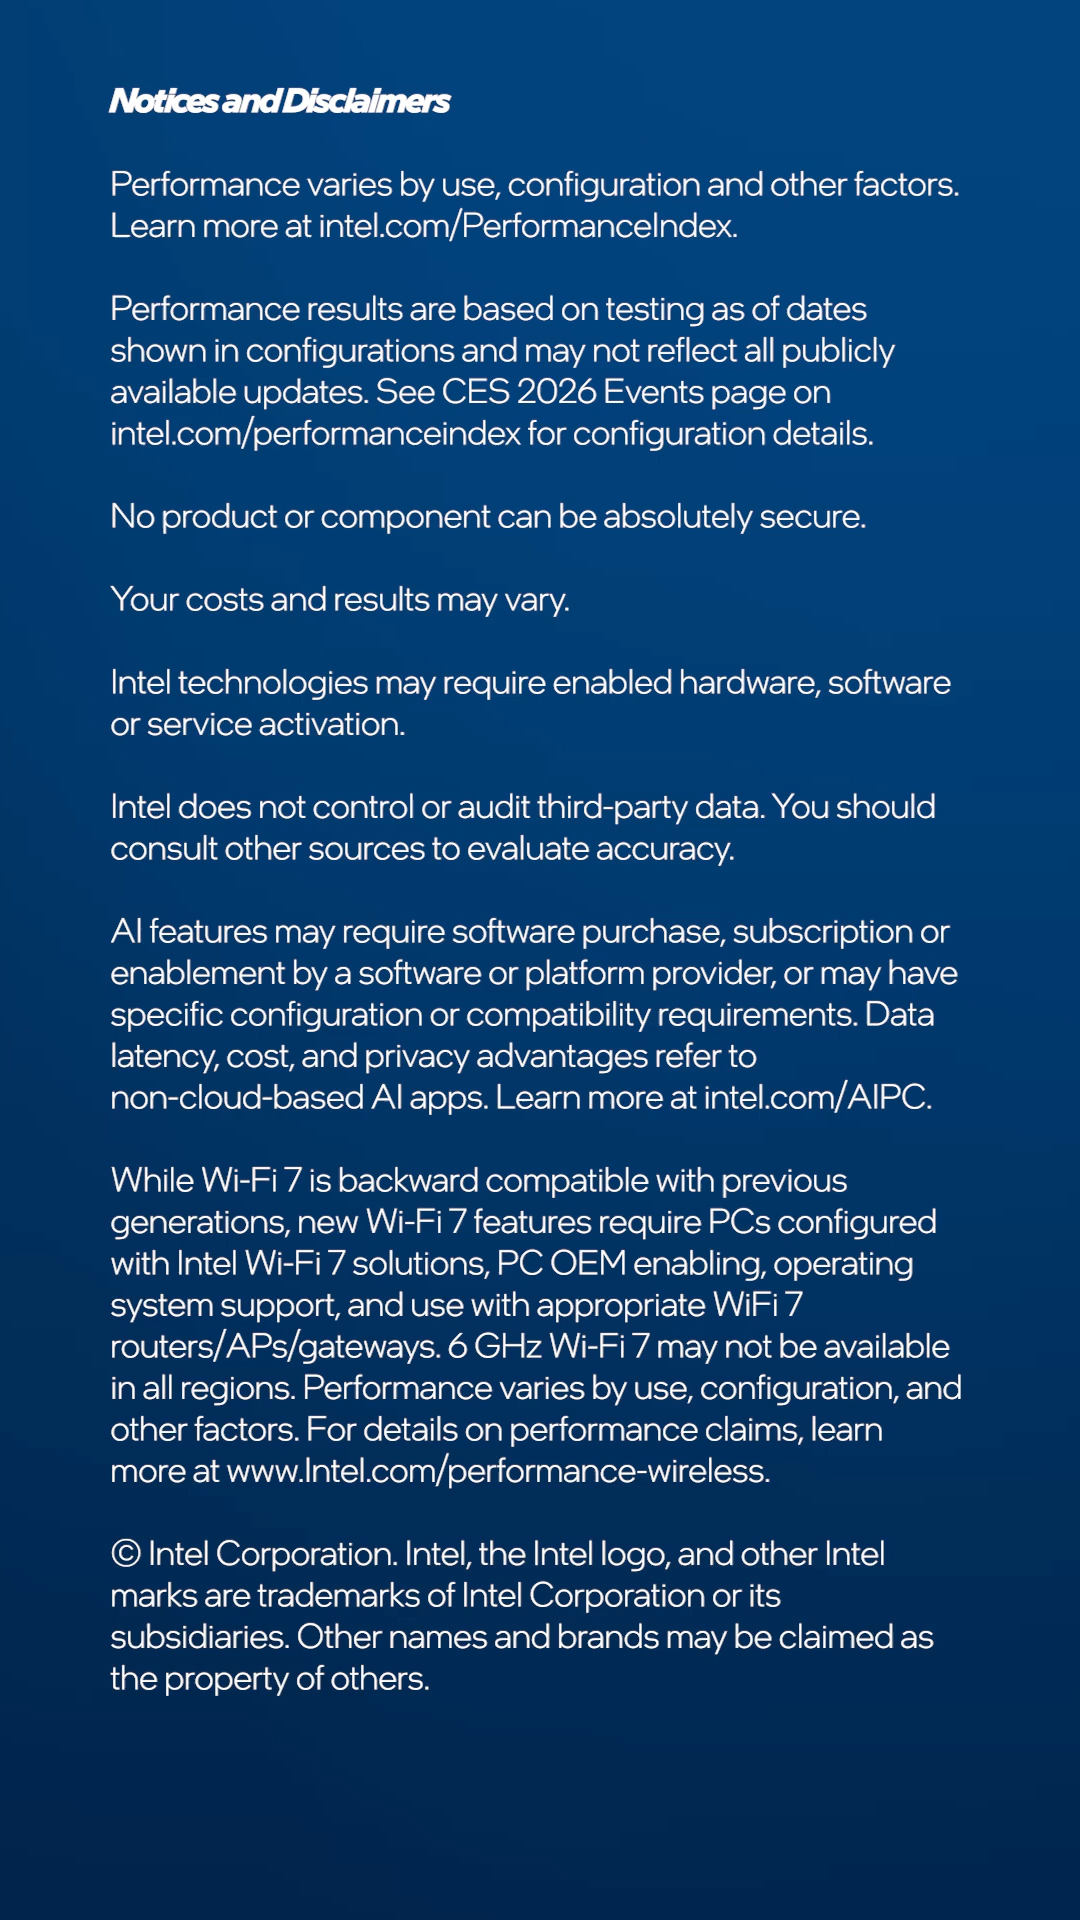 Notices and Disclaimers
Performance varies by use, configuration and other factors.
Learn more at intel.com/PerformanceIndex.
Performance results are based on testing as of dates
shown in configurations and may not reflect all publicly
available updates. See CES 2026 Events page on
intel.com/performanceindex for configuration details.
No product or component can be absolutely secure.
Your costs and results may vary.
Intel technologies may require enabled hardware, software
or service activation.
Intel does not control or audit third-party data. You should
consult other sources to evaluate accuracy.
AI features may require software purchase, subscription or
enablement by a software or platform provider, or may have
specific configuration or compatibility requirements. Data
latency, cost, and privacy advantages refer to
non-cloud-based AI apps. Learn more at intel.com/AIPC.
While Wi-Fi 7 is backward compatible with previous
generations, new Wi-Fi 7 features require PCs configured
with Intel Wi-Fi 7 solutions, PC OEM enabling, operating
system support, and use with appropriate WiFi 7
routers/APs/gateways. 6 GHz Wi-Fi 7 may not be available
in all regions. Performance varies by use, configuration, and
other factors. For details on performance claims, learn
more at www.Intel.com/performance-wireless.
© Intel Corporation. Intel, the Intel logo, and other Intel
marks are trademarks of Intel Corporation or its
subsidiaries. Other names and brands may be claimed as
the property of others.